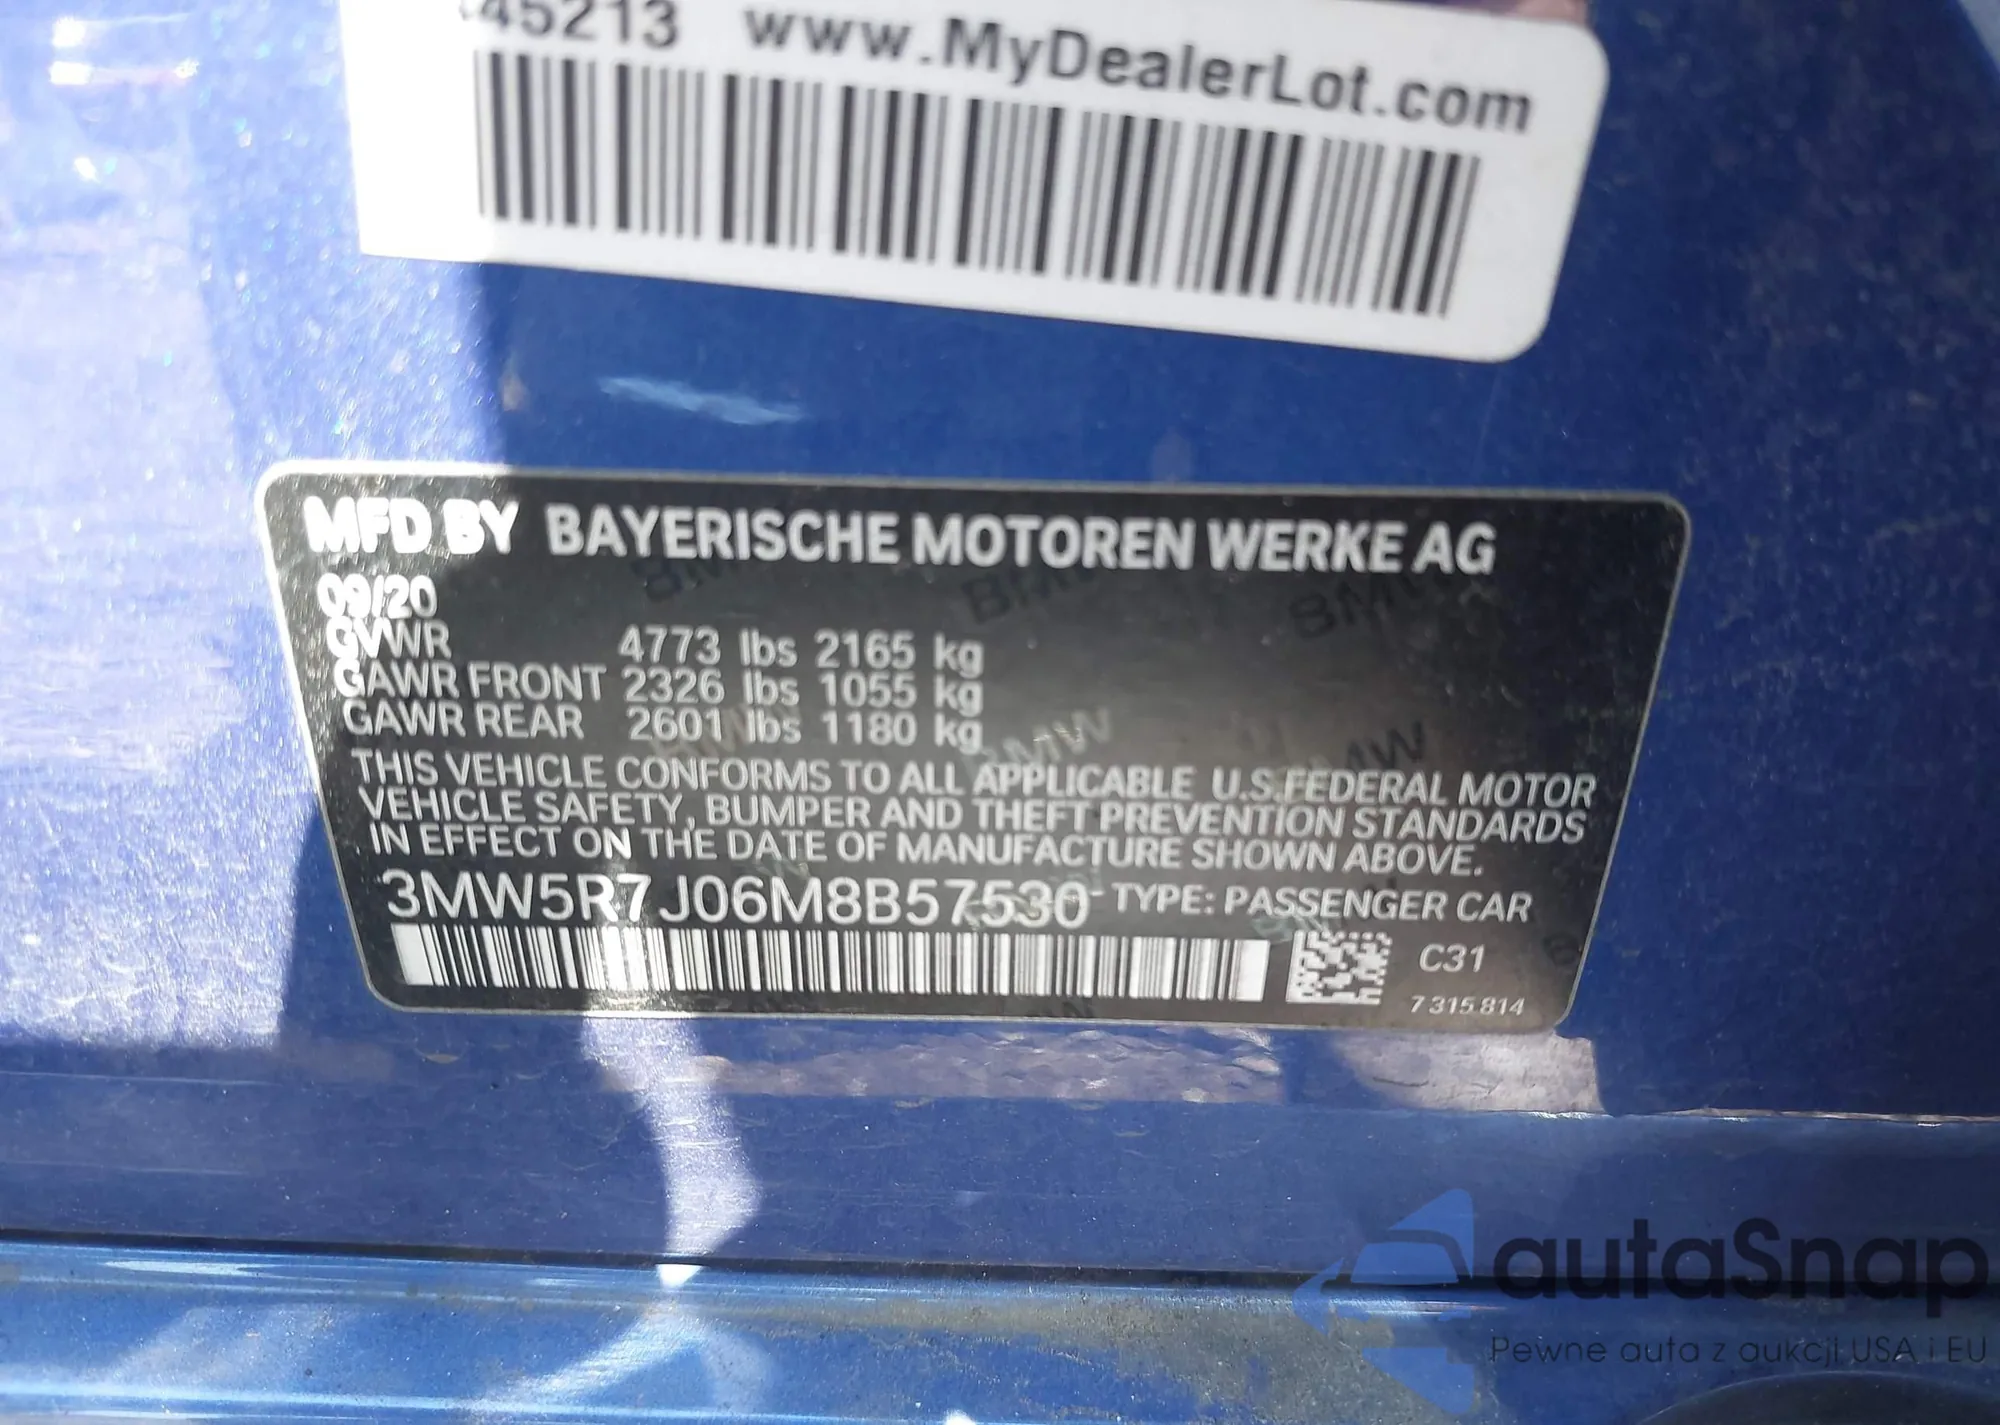 45213 www.MyDealerLot.com
MFD BY BAYERISCHE MOTOREN WERKE AG
09/20
GVWR 4773 lbs 2165 kg
GAWR FRONT 2326 lbs 1055 kg
GAWR REAR 2601 lbs 1180 kg
THIS VEHICLE CONFORMS TO ALL APPLICABLE U.S.FEDERAL MOTOR
VEHICLE SAFETY, BUMPER AND THEFT PREVENTION STANDARDS
IN EFFECT ON THE DATE OF MANUFACTURE SHOWN ABOVE.
3MW5R7J06M8B57530 TYPE: PASSENGER CAR
C31
7 315 814
autaSnap
Pewne auta z aukcji USA i EU